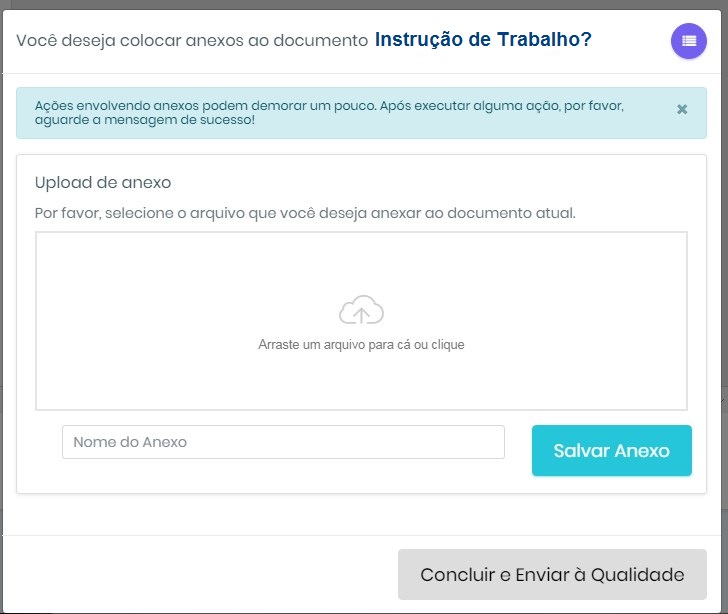 Você deseja colocar anexos ao documento Instrução de Trabalho?
Ações envolvendo anexos podem demorar um pouco. Após executar alguma ação, por favor,
aguarde a mensagem de sucesso!
Upload de anexo
Por favor, selecione o arquivo que você deseja anexar ao documento atual.
Arraste um arquivo para cá ou clique
Nome do Anexo
Salvar Anexo
Concluir e Enviar à Qualidade